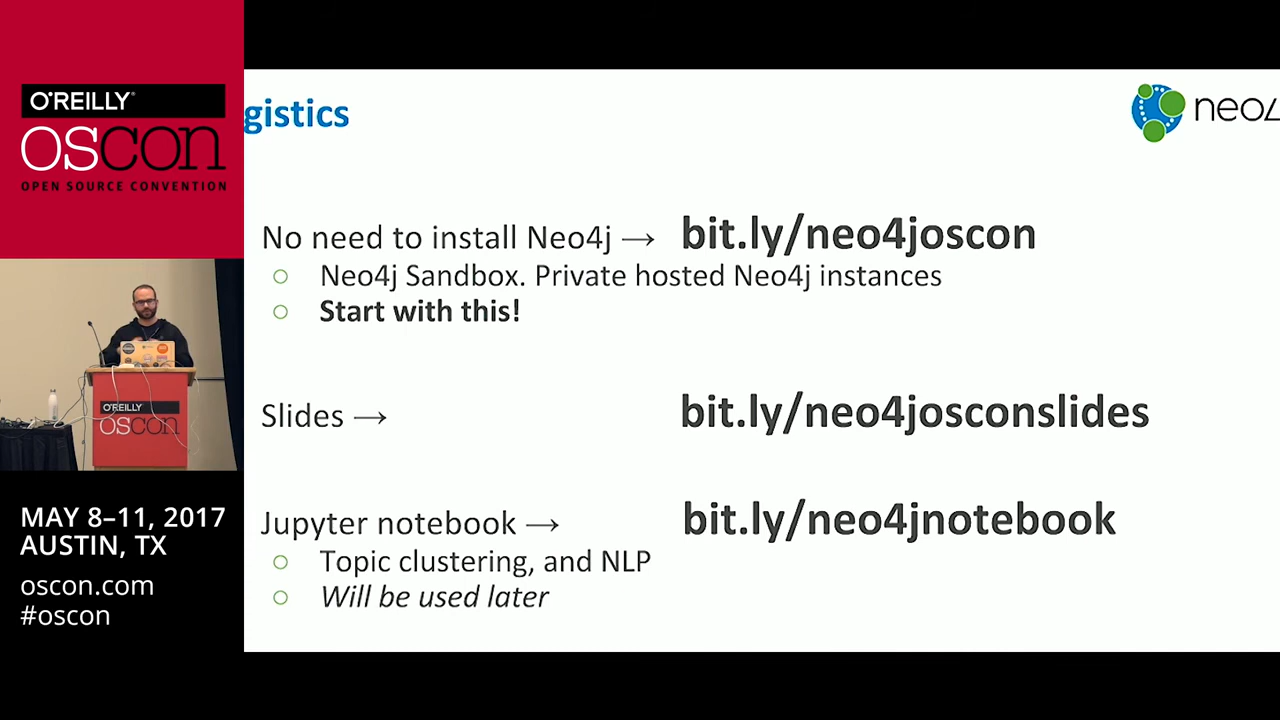 O'REILLY®
OSCON
OPEN SOURCE CONVENTION
gistics
neo4
No need to install Neo4j → bit.ly/neo4joscon
○ Neo4j Sandbox. Private hosted Neo4j instances
○ Start with this!
Slides → bit.ly/neo4josconslides
Jupyter notebook → bit.ly/neo4jnotebook
○ Topic clustering, and NLP
○ Will be used later
O'REILLY
OSCON
MAY 8–11, 2017
AUSTIN, TX
oscon.com
#oscon